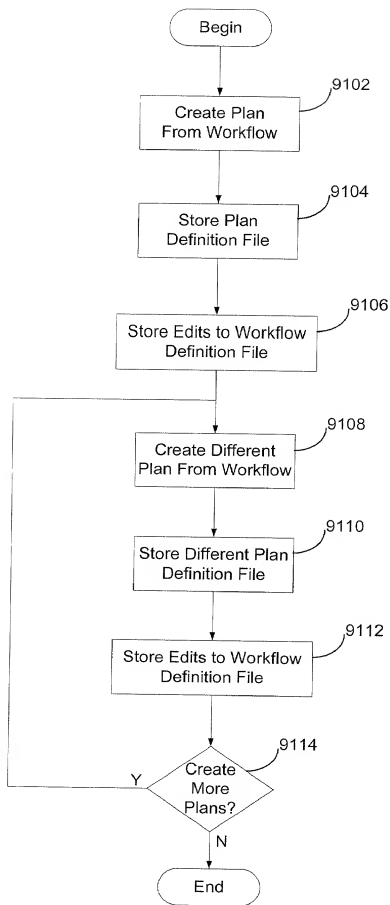 Begin
9102
Create Plan
From Workflow
9104
Store Plan
Definition File
9106
Store Edits to Workflow
Definition File
9108
Create Different
Plan From Workflow
9110
Store Different Plan
Definition File
9112
Store Edits to Workflow
Definition File
9114
Create
More
Plans?
Y
N
End